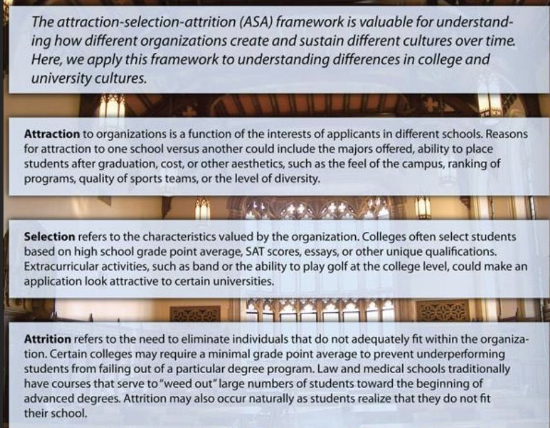 The attraction-selection-attrition (ASA) framework is valuable for understand-
ing how different organizations create and sustain different cultures over time.
Here, we apply this framework to understanding differences in college and
university cultures.
Attraction to organizations is a function of the interests of applicants in different schools. Reasons
for attraction to one school versus another could include the majors offered, ability to place
students after graduation, cost, or other aesthetics, such as the feel of the campus, ranking of
programs, quality of sports teams, or the level of diversity.
Selection refers to the characteristics valued by the organization. Colleges often select students
based on high school grade point average, SAT scores, essays, or other unique qualifications.
Extracurricular activities, such as band or the ability to play golf at the college level, could make an
application look attractive to certain universities.
Attrition refers to the need to eliminate individuals that do not adequately fit within the organiza-
tion. Certain colleges may require a minimal grade point average to prevent underperforming
students from failing out of a particular degree program. Law and medical schools traditionally
have courses that serve to "weed out" large numbers of students toward the beginning of
advanced degrees. Attrition may also occur naturally as students realize that they do not fit
their school.